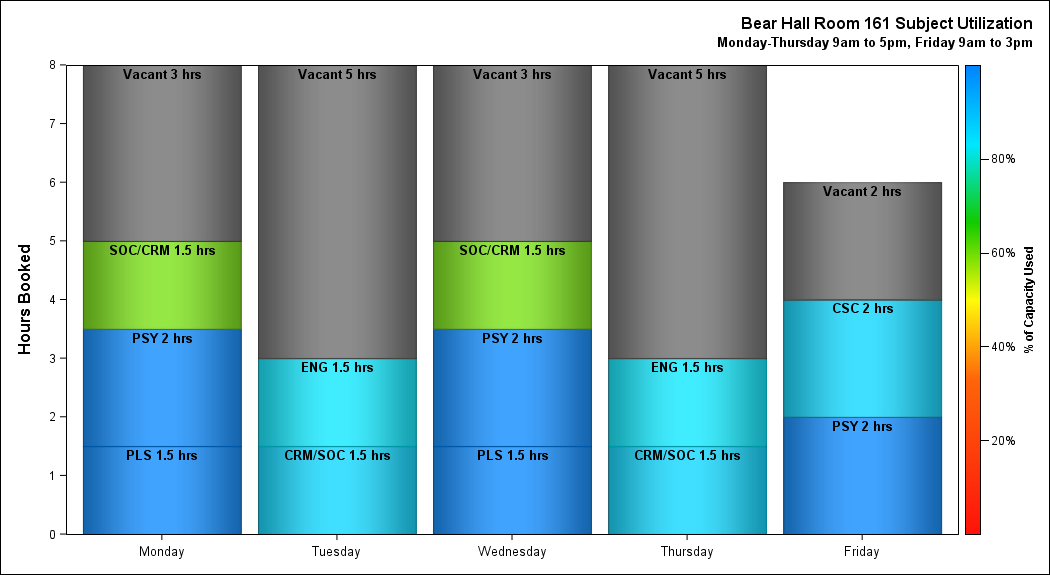 Bear Hall Room 161 Subject Utilization
Monday-Thursday 9am to 5pm, Friday 9am to 3pm
Hours Booked
8
7
6
5
4
3
2
1
0
Vacant 3 hrs
SOC/CRM 1.5 hrs
PSY 2 hrs
PLS 1.5 hrs
Monday
Vacant 5 hrs
ENG 1.5 hrs
CRM/SOC 1.5 hrs
Tuesday
Vacant 3 hrs
SOC/CRM 1.5 hrs
PSY 2 hrs
PLS 1.5 hrs
Wednesday
Vacant 5 hrs
ENG 1.5 hrs
CRM/SOC 1.5 hrs
Thursday
Vacant 2 hrs
CSC 2 hrs
PSY 2 hrs
Friday
80%
60%
40%
20%
% of Capacity Used